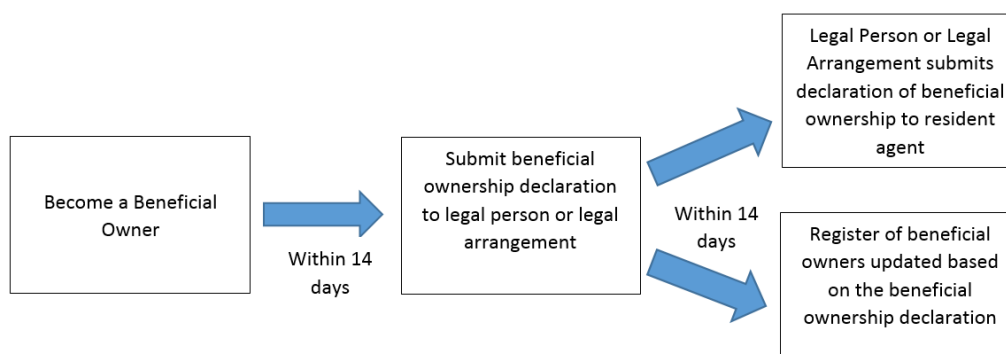 Become a Beneficial
Owner
Within 14
days
Submit beneficial
ownership declaration
to legal person or legal
arrangement
Within 14
days
Legal Person or Legal
Arrangement submits
declaration of beneficial
ownership to resident
agent
Register of beneficial
owners updated based
on the beneficial
ownership declaration